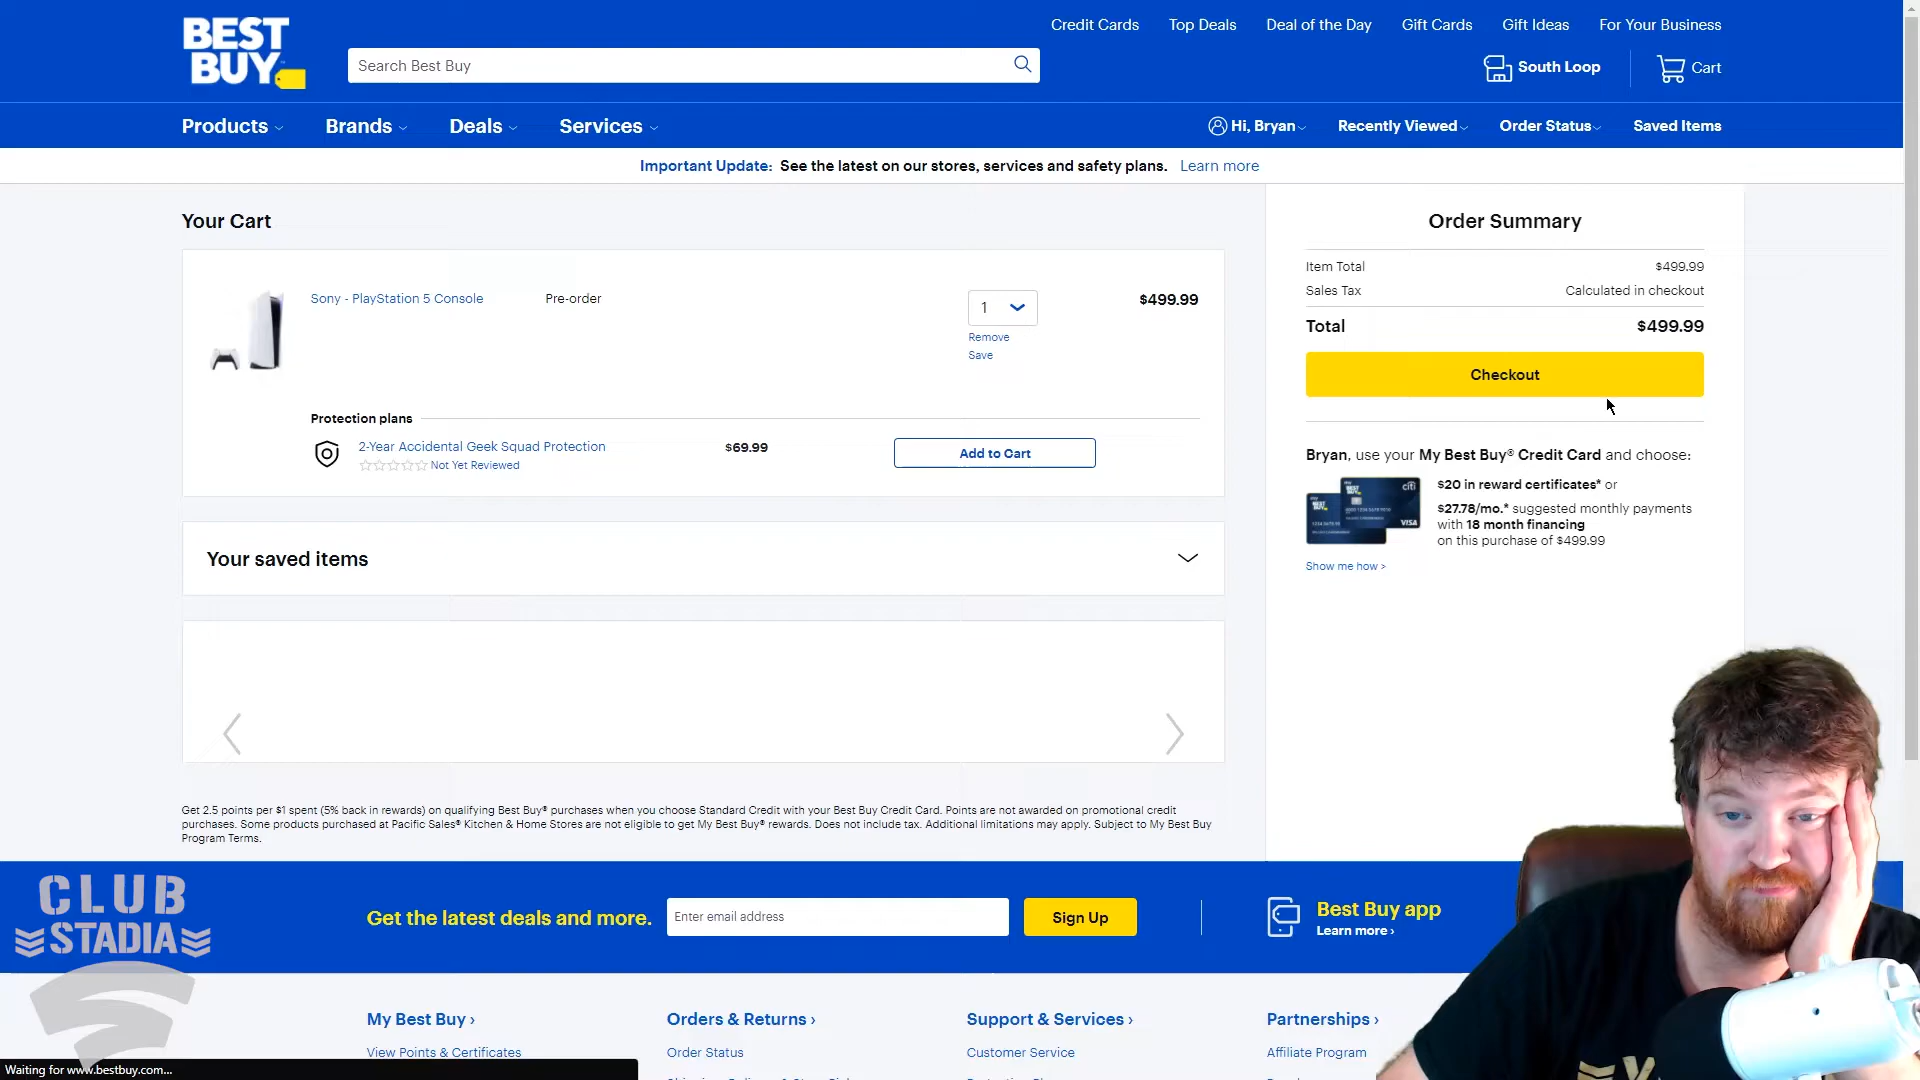 BEST
BUY
Search Best Buy
Credit Cards
Top Deals
Deal of the Day
Gift Cards
Gift Ideas
For Your Business
South Loop
Cart
Products
Brands
Deals
Services
Hi, Bryan
Recently Viewed
Order Status
Saved Items
Important Update: See the latest on our stores, services and safety plans. Learn more
Your Cart
Sony - PlayStation 5 Console
Pre-order
1
Remove
Save
$499.99
Protection plans
2-Year Accidental Geek Squad Protection
Not Yet Reviewed
$69.99
Add to Cart
Your saved items
Order Summary
Item Total $499.99
Sales Tax Calculated in checkout
Total $499.99
Checkout
Bryan, use your My Best Buy® Credit Card and choose:
BEST
BUY
citi
VISA
$20 in reward certificates* or
$27.78/mo.* suggested monthly payments
with 18 month financing
on this purchase of $499.99
Show me how >
Get 2.5 points per $1 spent (5% back in rewards) on qualifying Best Buy® purchases when you choose Standard Credit with your Best Buy Credit Card. Points are not awarded on promotional credit
purchases. Some products purchased at Pacific Sales® Kitchen & Home Stores are not eligible to get My Best Buy® rewards. Does not include tax. Additional limitations may apply. Subject to My Best Buy
Program Terms.
CLUB
STADIA
Get the latest deals and more.
Enter email address
Sign Up
Best Buy app
Learn more ›
My Best Buy ›
Orders & Returns ›
Support & Services ›
Partnerships ›
View Points & Certificates
Order Status
Customer Service
Affiliate Program
Waiting for www.bestbuy.com...